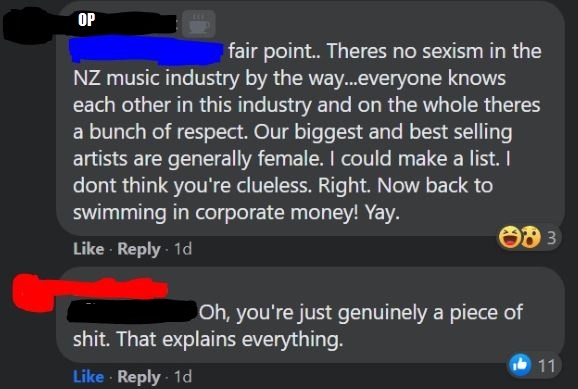 OP
fair point.. Theres no sexism in the
NZ music industry by the way...everyone knows
each other in this industry and on the whole theres
a bunch of respect. Our biggest and best selling
artists are generally female. I could make a list. I
dont think you're clueless. Right. Now back to
swimming in corporate money! Yay.
3
Like · Reply · 1d
Oh, you're just genuinely a piece of
shit. That explains everything.
11
Like · Reply · 1d